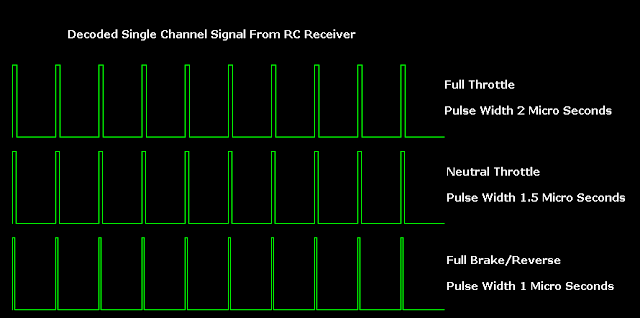 Decoded Single Channel Signal From RC Receiver
Full Throttle
Pulse Width 2 Micro Seconds
Neutral Throttle
Pulse Width 1.5 Micro Seconds
Full Brake/Reverse
Pulse Width 1 Micro Seconds